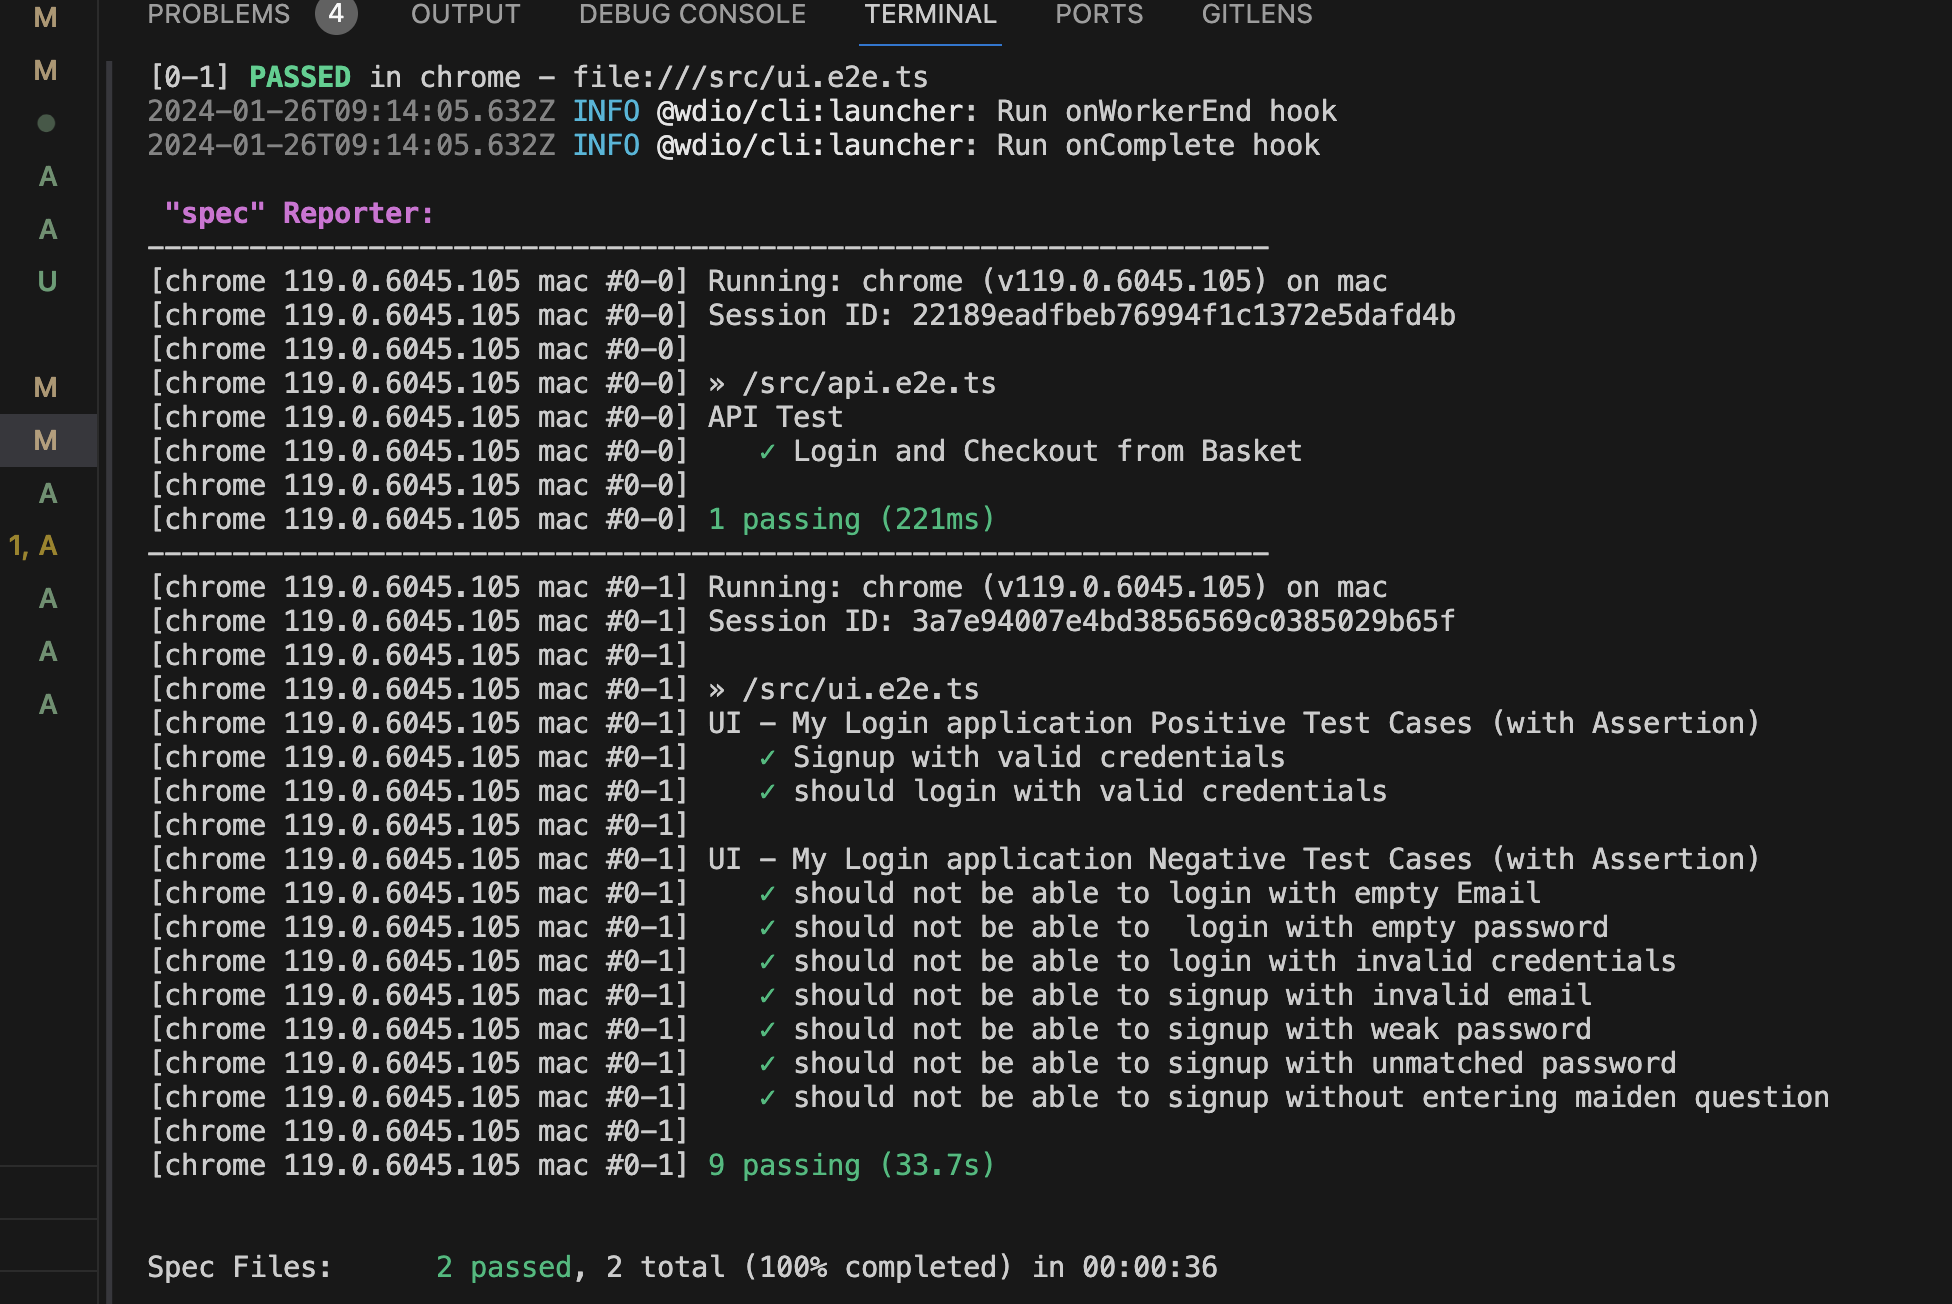 PROBLEMS 4 OUTPUT DEBUG CONSOLE TERMINAL PORTS GITLENS
M
M
A
A
U
M
M
A
1, A
A
A
A
[0-1] PASSED in chrome - file:///src/ui.e2e.ts
2024-01-26T09:14:05.632Z INFO @wdio/cli:launcher: Run onWorkerEnd hook
2024-01-26T09:14:05.632Z INFO @wdio/cli:launcher: Run onComplete hook
"spec" Reporter:
------------------------------------------------------------------
[chrome 119.0.6045.105 mac #0-0] Running: chrome (v119.0.6045.105) on mac
[chrome 119.0.6045.105 mac #0-0] Session ID: 22189eadfbeb76994f1c1372e5dafd4b
[chrome 119.0.6045.105 mac #0-0]
[chrome 119.0.6045.105 mac #0-0] » /src/api.e2e.ts
[chrome 119.0.6045.105 mac #0-0] API Test
[chrome 119.0.6045.105 mac #0-0]    ✓ Login and Checkout from Basket
[chrome 119.0.6045.105 mac #0-0]
[chrome 119.0.6045.105 mac #0-0] 1 passing (221ms)
------------------------------------------------------------------
[chrome 119.0.6045.105 mac #0-1] Running: chrome (v119.0.6045.105) on mac
[chrome 119.0.6045.105 mac #0-1] Session ID: 3a7e94007e4bd3856569c0385029b65f
[chrome 119.0.6045.105 mac #0-1]
[chrome 119.0.6045.105 mac #0-1] » /src/ui.e2e.ts
[chrome 119.0.6045.105 mac #0-1] UI - My Login application Positive Test Cases (with Assertion)
[chrome 119.0.6045.105 mac #0-1]    ✓ Signup with valid credentials
[chrome 119.0.6045.105 mac #0-1]    ✓ should login with valid credentials
[chrome 119.0.6045.105 mac #0-1]
[chrome 119.0.6045.105 mac #0-1] UI - My Login application Negative Test Cases (with Assertion)
[chrome 119.0.6045.105 mac #0-1]    ✓ should not be able to login with empty Email
[chrome 119.0.6045.105 mac #0-1]    ✓ should not be able to  login with empty password
[chrome 119.0.6045.105 mac #0-1]    ✓ should not be able to login with invalid credentials
[chrome 119.0.6045.105 mac #0-1]    ✓ should not be able to signup with invalid email
[chrome 119.0.6045.105 mac #0-1]    ✓ should not be able to signup with weak password
[chrome 119.0.6045.105 mac #0-1]    ✓ should not be able to signup with unmatched password
[chrome 119.0.6045.105 mac #0-1]    ✓ should not be able to signup without entering maiden question
[chrome 119.0.6045.105 mac #0-1]
[chrome 119.0.6045.105 mac #0-1] 9 passing (33.7s)
Spec Files:      2 passed, 2 total (100% completed) in 00:00:36